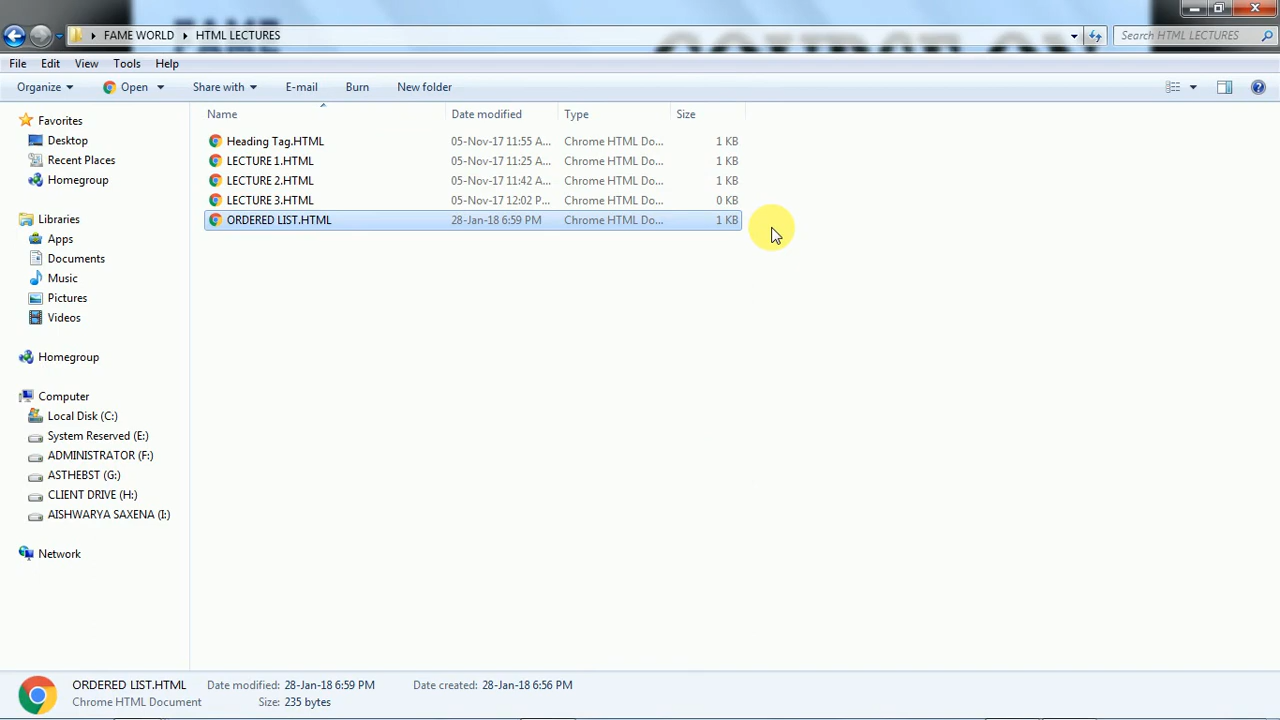 FAME WORLD HTML LECTURES Search HTML LECTURES
File Edit View Tools Help
Organize Open Share with E-mail Burn New folder
Name Date modified Type Size
Favorites
Desktop
Recent Places
Homegroup
Libraries
Apps
Documents
Music
Pictures
Videos
Homegroup
Computer
Local Disk (C:)
System Reserved (E:)
ADMINISTRATOR (F:)
ASTHEBST (G:)
CLIENT DRIVE (H:)
AISHWARYA SAXENA (I:)
Network
Heading Tag.HTML 05-Nov-17 11:55 A... Chrome HTML Do... 1 KB
LECTURE 1.HTML 05-Nov-17 11:25 A... Chrome HTML Do... 1 KB
LECTURE 2.HTML 05-Nov-17 11:42 A... Chrome HTML Do... 1 KB
LECTURE 3.HTML 05-Nov-17 12:02 P... Chrome HTML Do... 0 KB
ORDERED LIST.HTML 28-Jan-18 6:59 PM Chrome HTML Do... 1 KB
ORDERED LIST.HTML Date modified: 28-Jan-18 6:59 PM Date created: 28-Jan-18 6:56 PM
Chrome HTML Document Size: 235 bytes